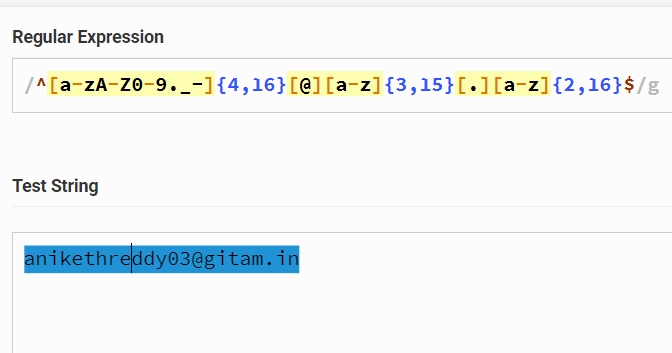 Regular Expression
/^[a-zA-Z0-9._-]{4,16}[@][a-z]{3,15}[.][a-z]{2,16}$/g
Test String
anikethreddy03@gitam.in